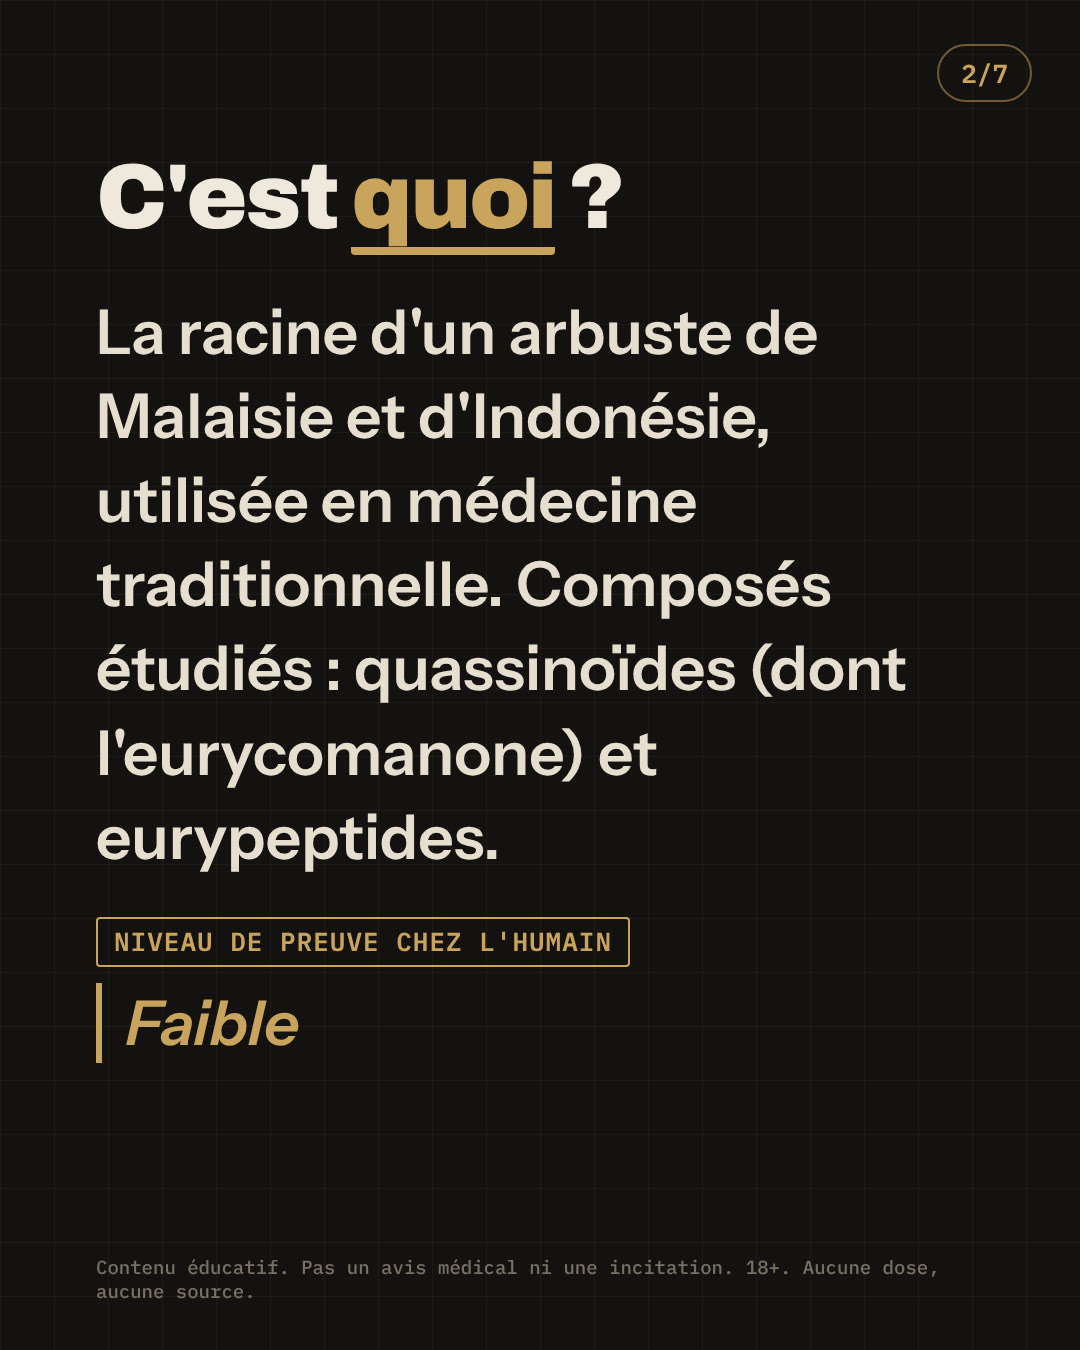 2/7
C'est quoi ?
La racine d'un arbuste de
Malaisie et d'Indonésie,
utilisée en médecine
traditionnelle. Composés
étudiés : quassinoïdes (dont
l'eurycomanone) et
eurypeptides.
NIVEAU DE PREUVE CHEZ L'HUMAIN
Faible
Contenu éducatif. Pas un avis médical ni une incitation. 18+. Aucune dose,
aucune source.